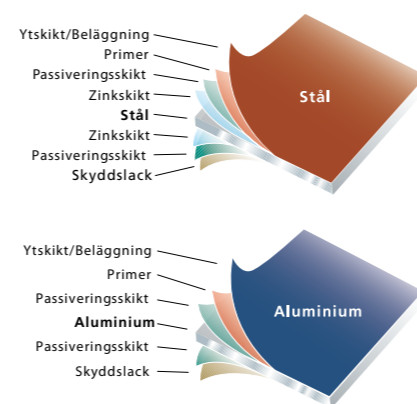 Ytskikt/Beläggning
Primer
Passiveringsskikt
Zinkskikt
Stål
Zinkskikt
Passiveringsskikt
Skyddslack
Stål
Ytskikt/Beläggning
Primer
Passiveringsskikt
Aluminium
Passiveringsskikt
Skyddslack
Aluminium